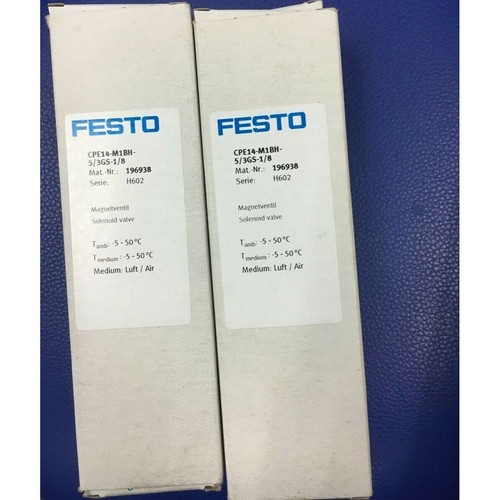 FESTO
CPE14-M1BH-
5/3GS-1/8
Mat.-Nr.: 196938
Serie: H602
Magnetventil
Solenoid valve
Tamb: -5 - 50°C
Tmedium: -5 - 50°C
Medium: Luft / Air
FESTO
CPE14-M1BH-
5/3GS-1/8
Mat.-Nr.: 196938
Serie: H602
Magnetventil
Solenoid valve
Tamb: -5 - 50°C
Tmedium: -5 - 50°C
Medium: Luft / Air